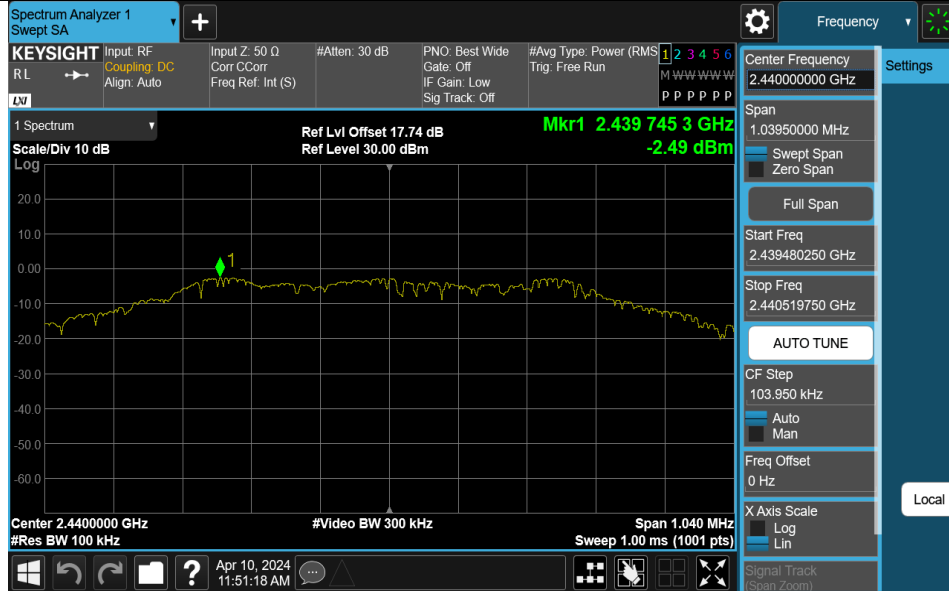 Spectrum Analyzer 1
Swept SA
+
Frequency
KEYSIGHT
RL
LXI
Input: RF
Coupling: DC
Align: Auto
Input Z: 50 Ω
Corr CCorr
Freq Ref: Int (S)
#Atten: 30 dB
PNO: Best Wide
Gate: Off
IF Gain: Low
Sig Track: Off
#Avg Type: Power (RMS
Trig: Free Run
1 2 3 4 5 6
M W W W W W
P P P P P P
1 Spectrum
Scale/Div 10 dB
Log
Ref Lvl Offset 17.74 dB
Ref Level 30.00 dBm
Mkr1 2.439 745 3 GHz
-2.49 dBm
20.0
10.0
0.00
-10.0
-20.0
-30.0
-40.0
-50.0
-60.0
1
Center 2.4400000 GHz
#Res BW 100 kHz
#Video BW 300 kHz
Span 1.040 MHz
Sweep 1.00 ms (1001 pts)
Center Frequency
2.440000000 GHz
Span
1.03950000 MHz
Swept Span
Zero Span
Full Span
Start Freq
2.439480250 GHz
Stop Freq
2.440519750 GHz
AUTO TUNE
CF Step
103.950 kHz
Auto
Man
Freq Offset
0 Hz
X Axis Scale
Log
Lin
Signal Track
(Span Zoom)
Settings
Local
?
Apr 10, 2024
11:51:18 AM